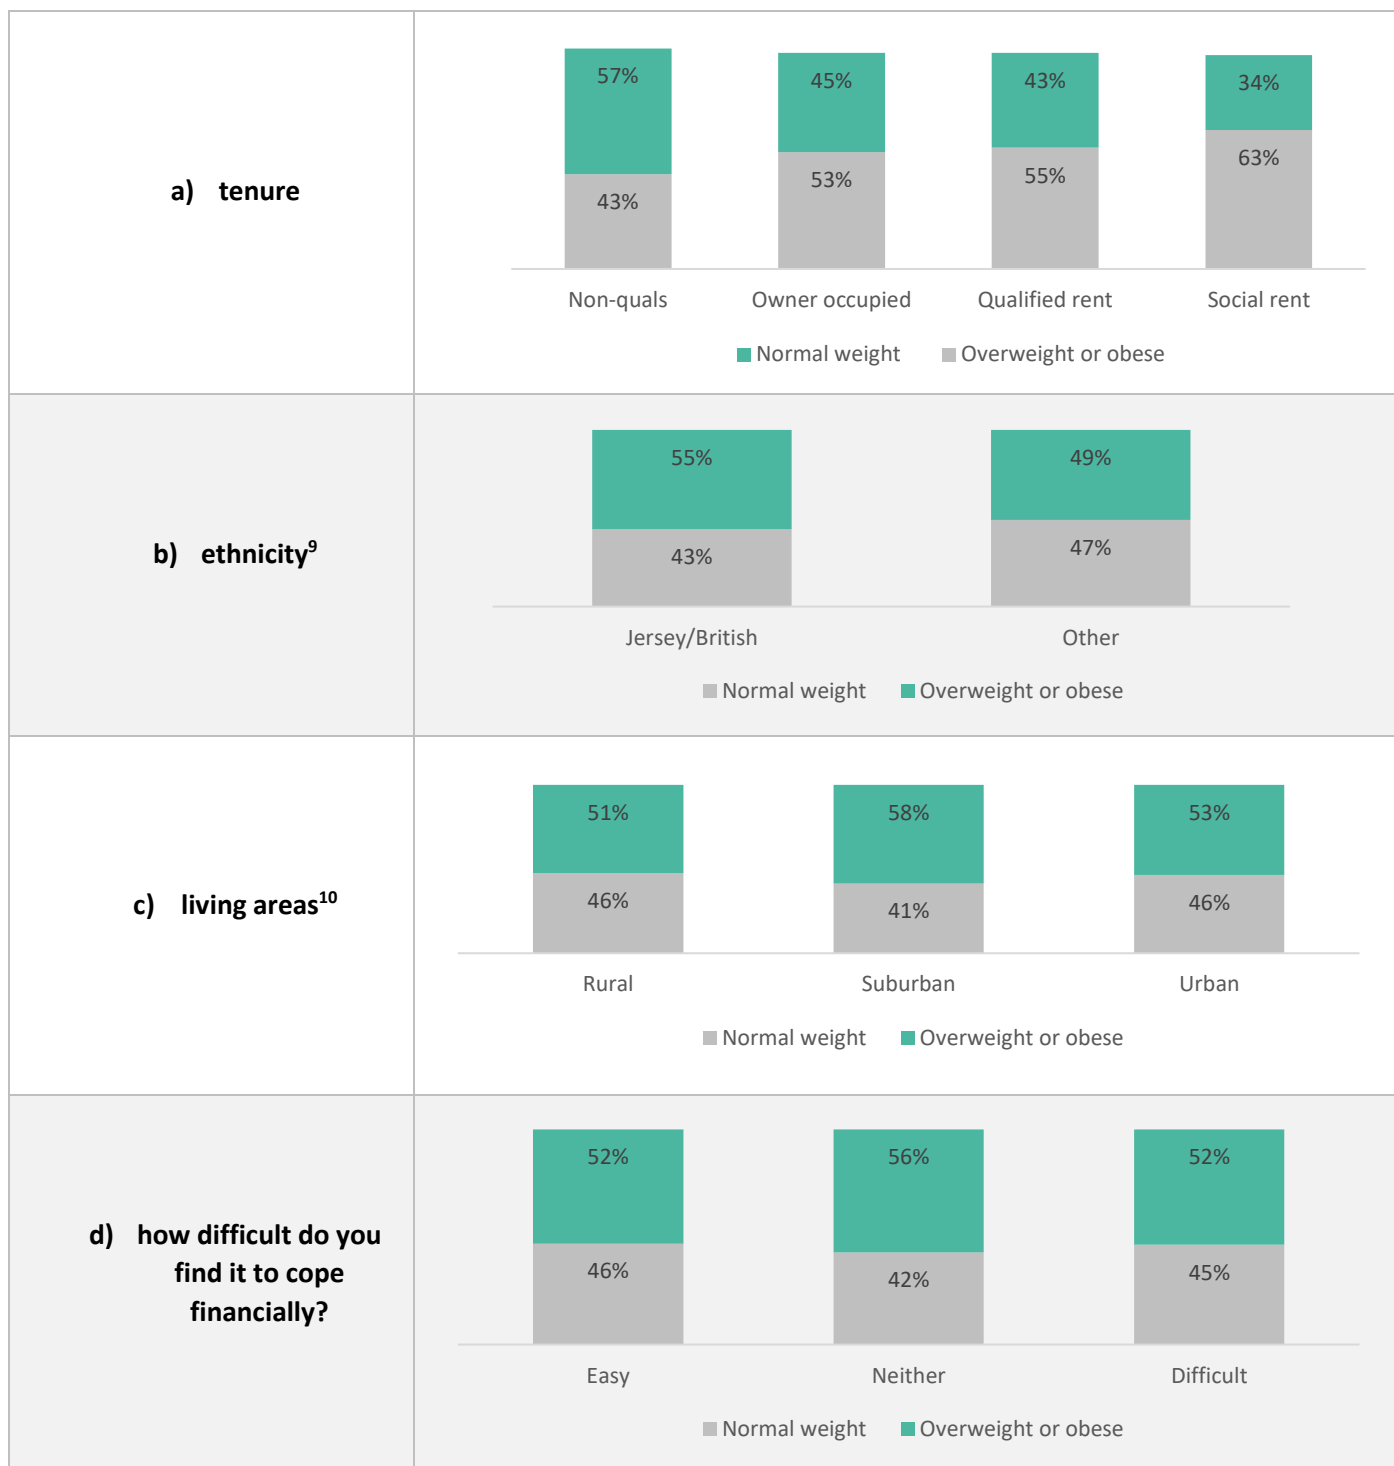 a) tenure
57%
45%
43%
34%
43%
53%
55%
63%
Non-quals Owner occupied Qualified rent Social rent
Normal weight Overweight or obese
b) ethnicity9
55%
49%
43%
47%
Jersey/British Other
Normal weight Overweight or obese
c) living areas10
51%
58%
53%
46%
41%
46%
Rural Suburban Urban
Normal weight Overweight or obese
d) how difficult do you
find it to cope
financially?
52%
56%
52%
46%
42%
45%
Easy Neither Difficult
Normal weight Overweight or obese